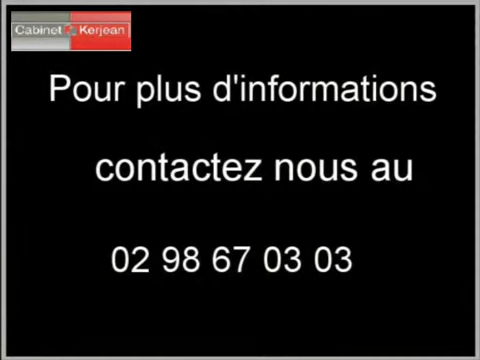 Cabinet Kerjean
Pour plus d'informations
contactez nous au
02 98 67 03 03